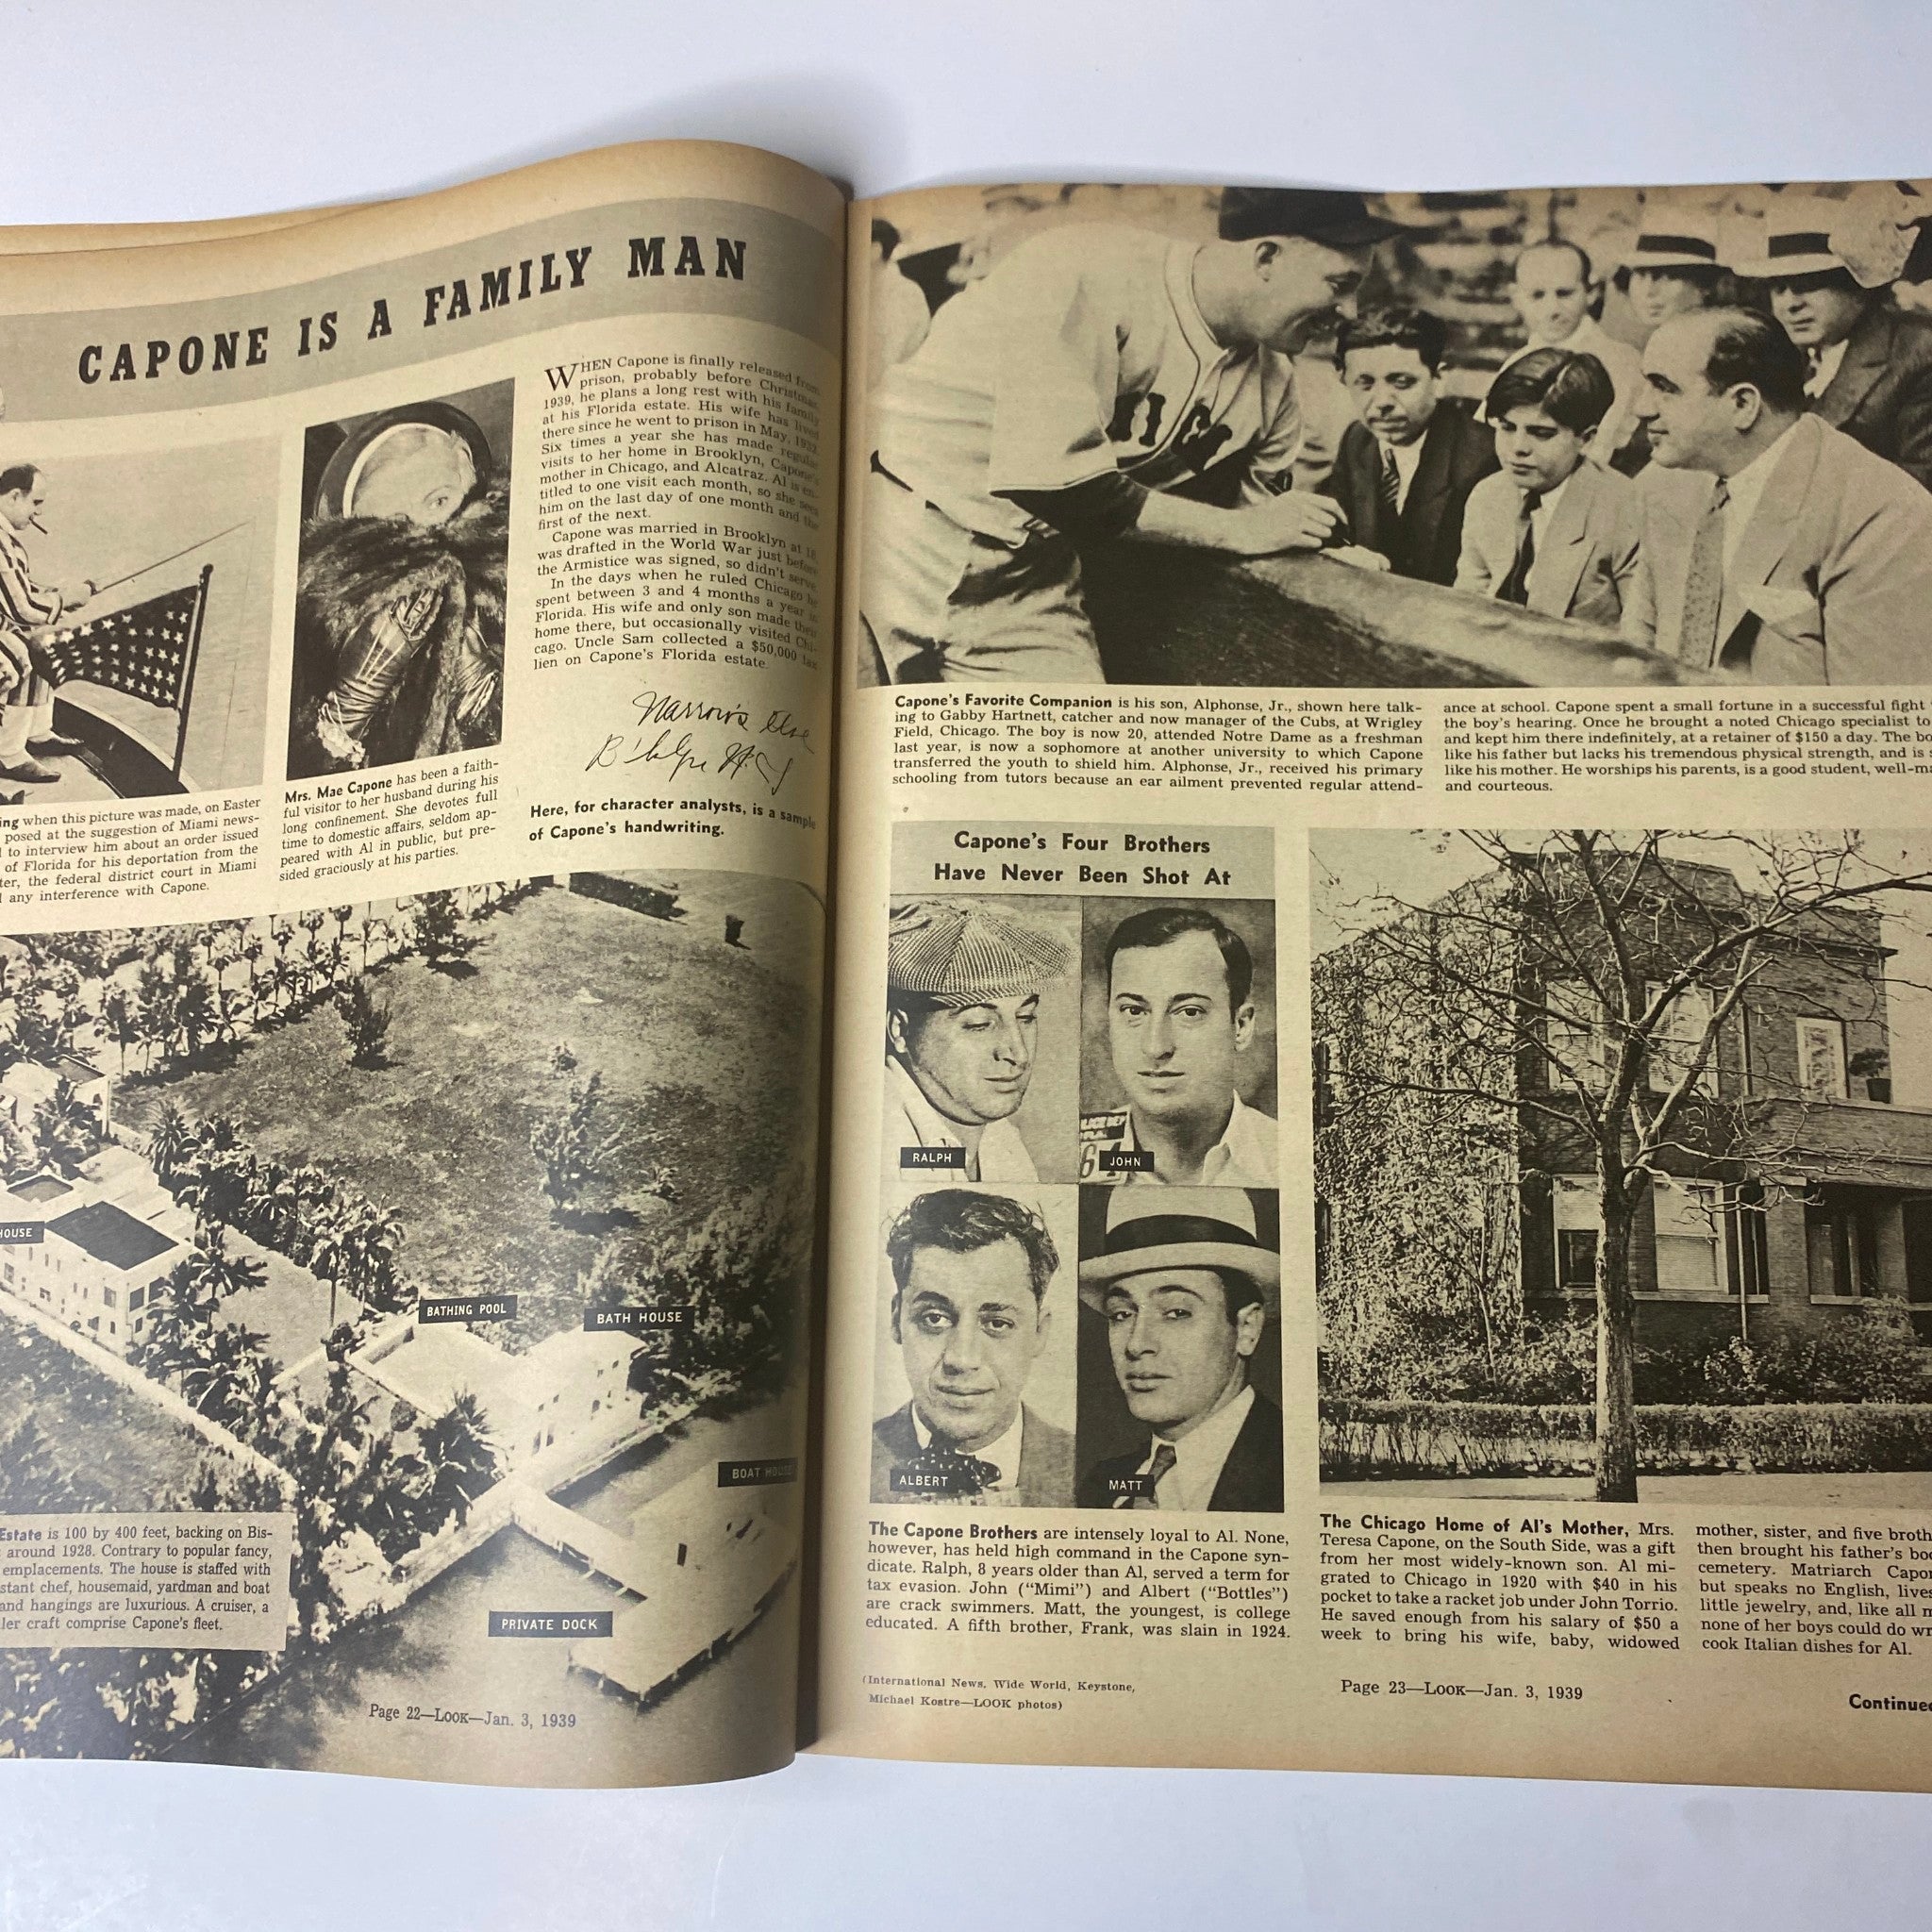 CAPONE IS A FAMILY MAN
WHEN Capone is finally released from
prison, probably before Christmas,
1939, he plans a long rest with his family
at his Florida estate. His wife has lived
there since he went to prison in May,
Six times a year she has made regular
visits to her home in Brooklyn, Capone's
mother in Chicago, and Alcatraz. Al is en-
titled to one visit each month, so she sees
him on the last day of one month and the
first of the next.
Capone was married in Brooklyn at
was drafted in the World War just before
the Armistice was signed, so didn't serve
In the days when he ruled Chicago he
spent between 3 and 4 months a year in
Florida. His wife and only son made their
home there, but occasionally visited Chi-
cago. Uncle Sam collected a $50,000 tax
lien on Capone's Florida estate.
Here, for character analysts, is a sample
of Capone's handwriting.
Mrs. Mae Capone has been a faith-
ful visitor to her husband during his
long confinement. She devotes full
time to domestic affairs, seldom ap-
peared with Al in public, but pre-
sided graciously at his parties.
ing when this picture was made, on Easter
posed at the suggestion of Miami news-
to interview him about an order issued
of Florida for his deportation from the
ter, the federal district court in Miami
any interference with Capone.
HOUSE
BATHING POOL
BATH HOUSE
BOAT HOUSE
PRIVATE DOCK
Estate is 100 by 400 feet, backing on Bis-
around 1928. Contrary to popular fancy,
emplacements. The house is staffed with
stant chef, housemaid, yardman and boat
and hangings are luxurious. A cruiser, a
ler craft comprise Capone's fleet.
Page 22—LOOK—Jan. 3, 1939
Capone's Favorite Companion is his son, Alphonse, Jr., shown here talk-
ing to Gabby Hartnett, catcher and now manager of the Cubs, at Wrigley
Field, Chicago. The boy is now 20, attended Notre Dame as a freshman
last year, is now a sophomore at another university to which Capone
transferred the youth to shield him. Alphonse, Jr., received his primary
schooling from tutors because an ear ailment prevented regular attend-
ance at school. Capone spent a small fortune in a successful fight
the boy's hearing. Once he brought a noted Chicago specialist to
and kept him there indefinitely, at a retainer of $150 a day. The bo
like his father but lacks his tremendous physical strength, and is
like his mother. He worships his parents, is a good student, well-ma
and courteous.
Capone's Four Brothers
Have Never Been Shot At
RALPH
JOHN
ALBERT
MATT
The Capone Brothers are intensely loyal to Al. None,
however, has held high command in the Capone syn-
dicate. Ralph, 8 years older than Al, served a term for
tax evasion. John ("Mimi") and Albert ("Bottles")
are crack swimmers. Matt, the youngest, is college
educated. A fifth brother, Frank, was slain in 1924.
(International News, Wide World, Keystone,
Michael Kostre—LOOK photos)
The Chicago Home of Al's Mother, Mrs.
Teresa Capone, on the South Side, was a gift
from her most widely-known son. Al mi-
grated to Chicago in 1920 with $40 in his
pocket to take a racket job under John Torrio.
He saved enough from his salary of $50 a
week to bring his wife, baby, widowed
mother, sister, and five broth
then brought his father's bo
cemetery. Matriarch Capon
but speaks no English, lives
little jewelry, and, like all m
none of her boys could do wr
cook Italian dishes for Al.
Page 23—LOOK—Jan. 3, 1939
Continued